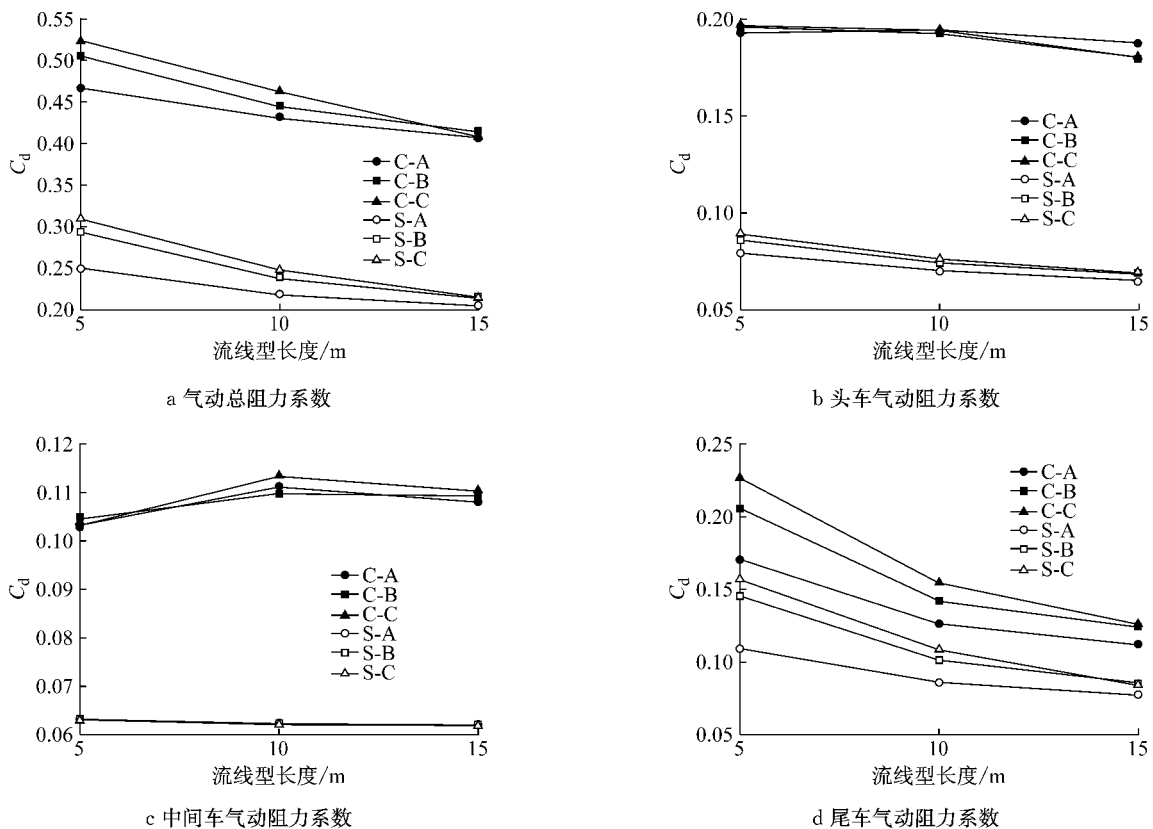 0.55
0.50
0.45
0.40
0.35
0.30
0.25
0.20
C_d
C-A
C-B
C-C
S-A
S-B
S-C
5 10 15
流线型长度/m
a 气动总阻力系数
0.20
0.15
0.10
0.05
C_d
C-A
C-B
C-C
S-A
S-B
S-C
5 10 15
流线型长度/m
b 头车气动阻力系数
0.12
0.11
0.10
0.09
0.08
0.07
0.06
C_d
C-A
C-B
C-C
S-A
S-B
S-C
5 10 15
流线型长度/m
c 中间车气动阻力系数
0.25
0.20
0.15
0.10
0.05
C_d
C-A
C-B
C-C
S-A
S-B
S-C
5 10 15
流线型长度/m
d 尾车气动阻力系数